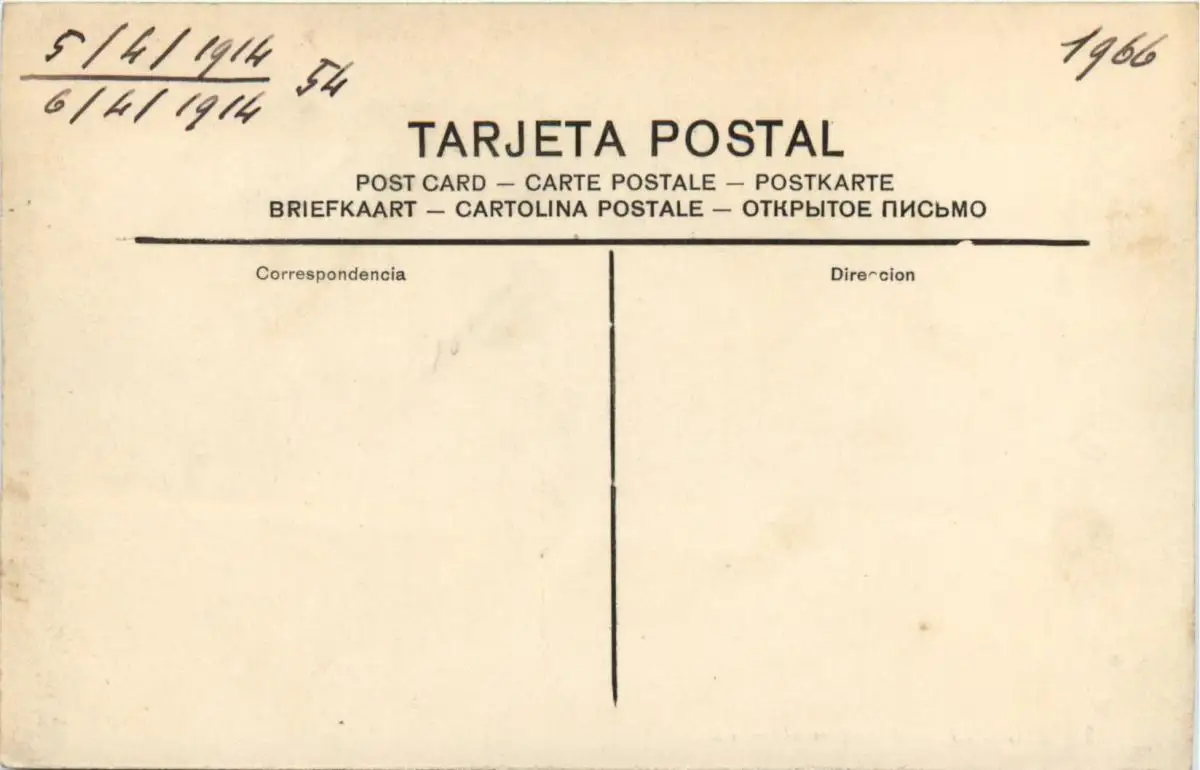 5/4/1914 54
6/4/1914
1966
TARJETA POSTAL
POST CARD — CARTE POSTALE — POSTKARTE
BRIEFKAART — CARTOLINA POSTALE — ОТКРЫТОЕ ПИСЬМО
Correspondencia
Direccion